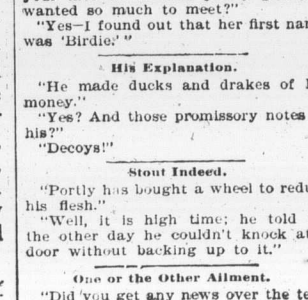 wanted so much to meet?"
"Yes—I found out that her first
was 'Birdie.'"
His Explanation.
"He made ducks and drakes of
money."
"Yes? And those promissory notes
his?"
"Decoys!"
Stout Indeed.
"Portly has bought a wheel to
his flesh."
"Well, it is high time; he told
the other day he couldn't knock at
door without backing up to it."
One or the Other Ailment.
"Did you get any news over the